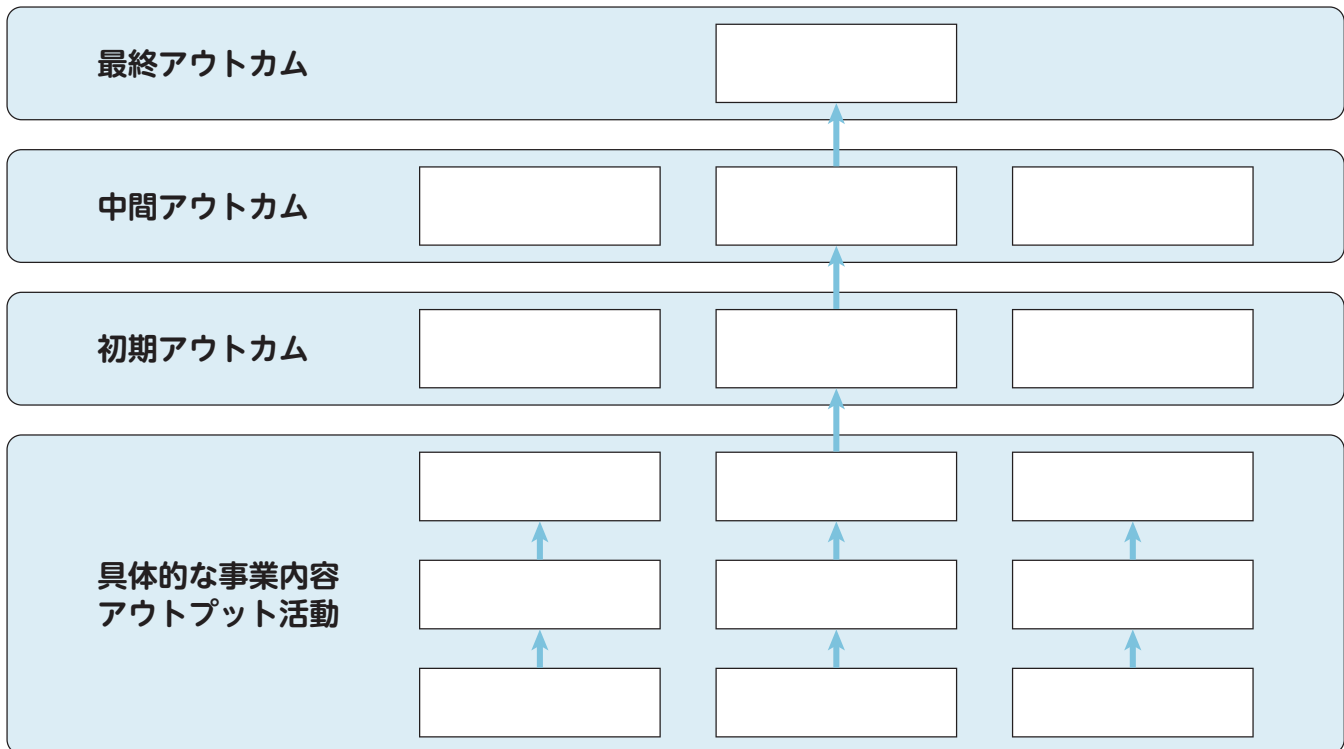 最終アウトカム
中間アウトカム
初期アウトカム
具体的な事業内容
アウトプット活動